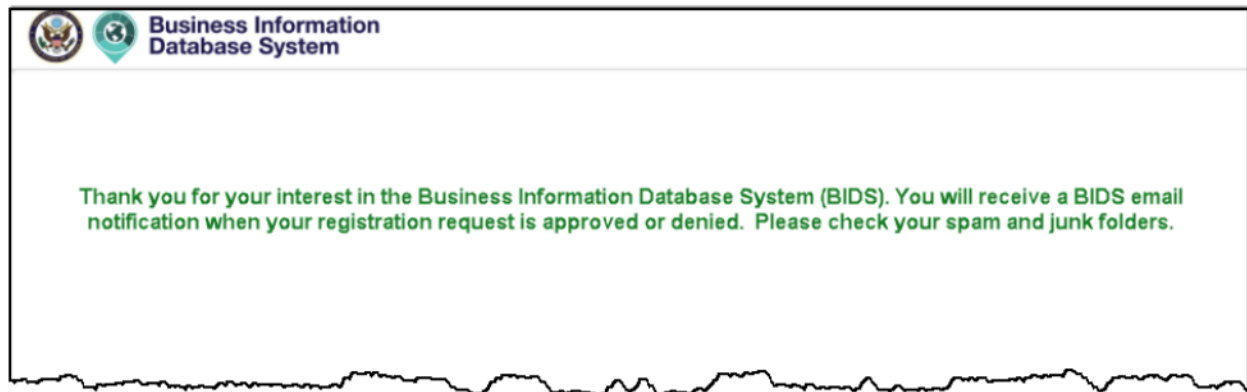 Business Information
Database System
Thank you for your interest in the Business Information Database System (BIDS). You will receive a BIDS email
notification when your registration request is approved or denied. Please check your spam and junk folders.